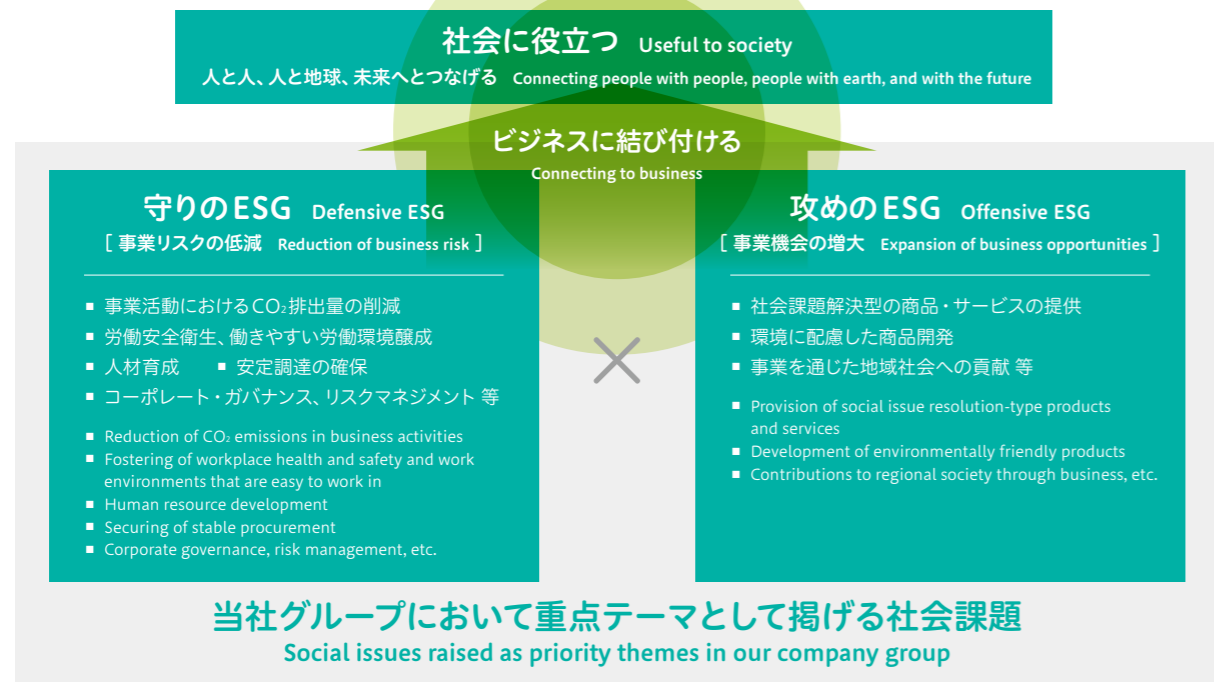 社会に役立つ Useful to society
人と人、人と地球、未来へとつなげる Connecting people with people, people with earth, and with the future
ビジネスに結び付ける
Connecting to business
守りのESG Defensive ESG
［ 事業リスクの低減 Reduction of business risk ］
■ 事業活動におけるCO₂排出量の削減
■ 労働安全衛生、働きやすい労働環境醸成
■ 人材育成 ■ 安定調達の確保
■ コーポレート・ガバナンス、リスクマネジメント 等
■ Reduction of CO₂ emissions in business activities
■ Fostering of workplace health and safety and work
environments that are easy to work in
■ Human resource development
■ Securing of stable procurement
■ Corporate governance, risk management, etc.
×
攻めのESG Offensive ESG
［ 事業機会の増大 Expansion of business opportunities ］
■ 社会課題解決型の商品・サービスの提供
■ 環境に配慮した商品開発
■ 事業を通じた地域社会への貢献 等
■ Provision of social issue resolution-type products
and services
■ Development of environmentally friendly products
■ Contributions to regional society through business, etc.
当社グループにおいて重点テーマとして掲げる社会課題
Social issues raised as priority themes in our company group